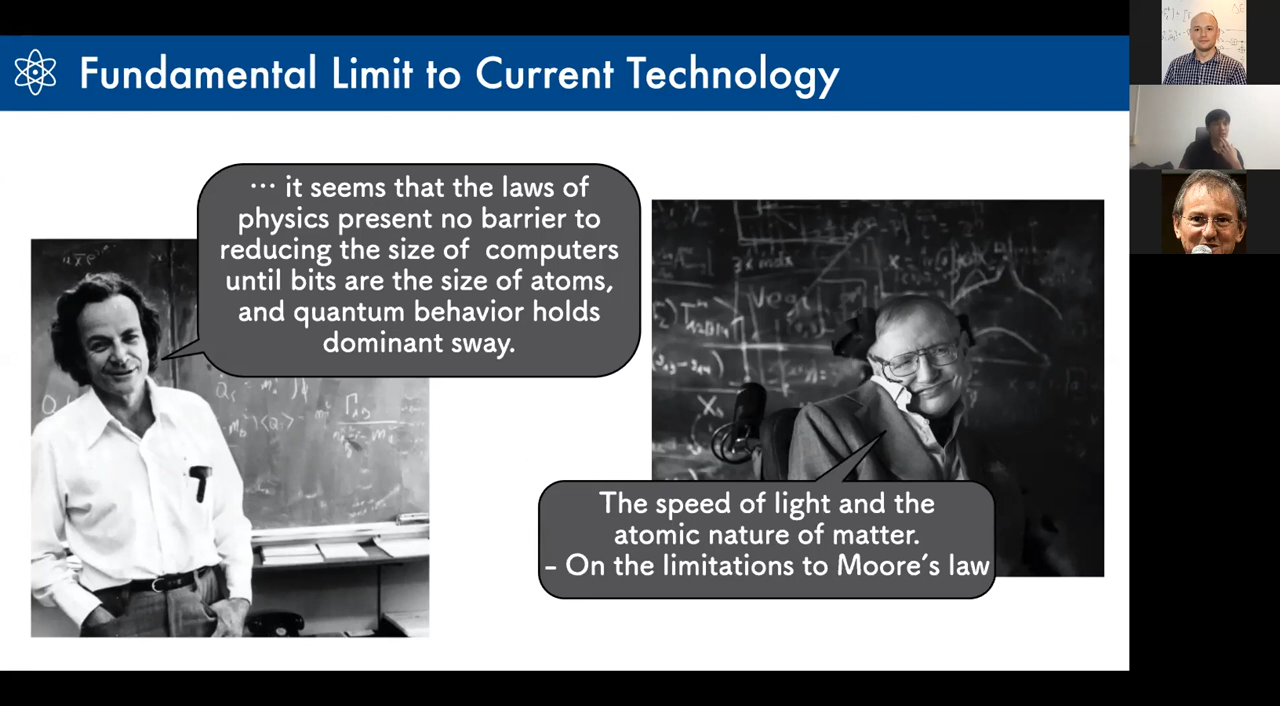 Fundamental Limit to Current Technology
… it seems that the laws of
physics present no barrier to
reducing the size of computers
until bits are the size of atoms,
and quantum behavior holds
dominant sway.
The speed of light and the
atomic nature of matter.
– On the limitations to Moore's law